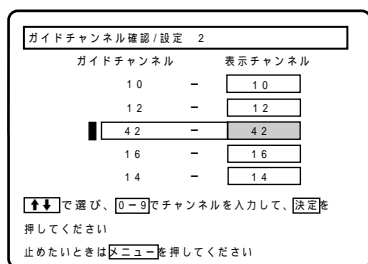 ガイドチャンネル確認/設定 2
ガイドチャンネル 表示チャンネル
10 － 10
12 － 12
42 － 42
16 － 16
14 － 14
⬆⬇で選び、0－9でチャンネルを入力して、決定を
押してください
止めたいときはメニューを押してください